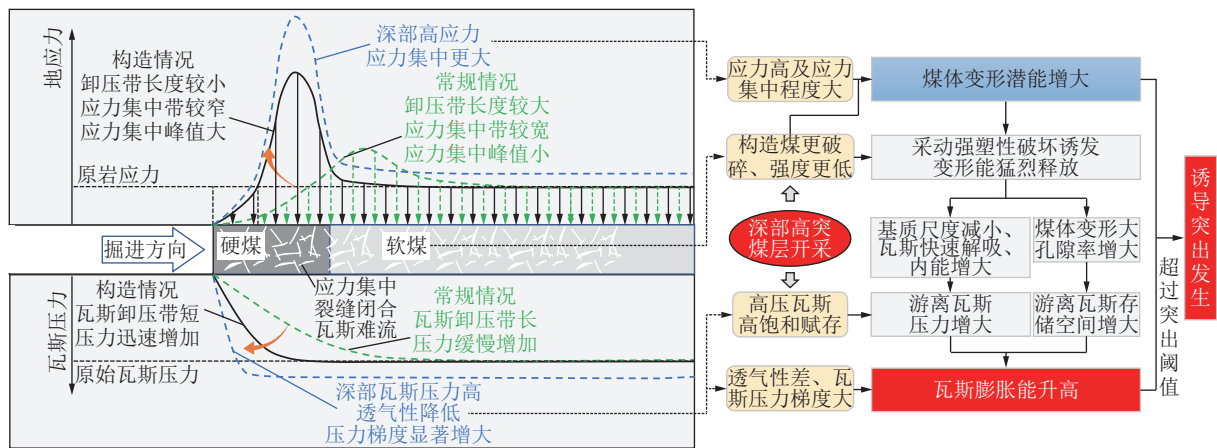 地应力
构造情况
卸压带长度较小
应力集中带较窄
应力集中峰值大
原岩应力
深部高应力
应力集中更大
常规情况
卸压带长度较大
应力集中带较宽
应力集中峰值小
掘进方向
硬煤
软煤
瓦斯压力
构造情况
瓦斯卸压带短
压力迅速增加
原始瓦斯压力
应力集中
裂缝闭合
瓦斯难流
常规情况
瓦斯卸压带长
压力缓慢增加
深部瓦斯压力高
透气性降低
压力梯度显著增大
应力高及应力
集中程度大
构造煤更破
碎、强度更低
深部高突
煤层开采
高压瓦斯
高饱和赋存
透气性差、瓦
斯压力梯度大
煤体变形潜能增大
采动强塑性破坏诱发
变形能猛烈释放
基质尺度减小、
瓦斯快速解吸、
内能增大
煤体变形大
孔隙率增大
游离瓦斯
压力增大
游离瓦斯存
储空间增大
瓦斯膨胀能升高
超过突出阈值
诱导突出发生